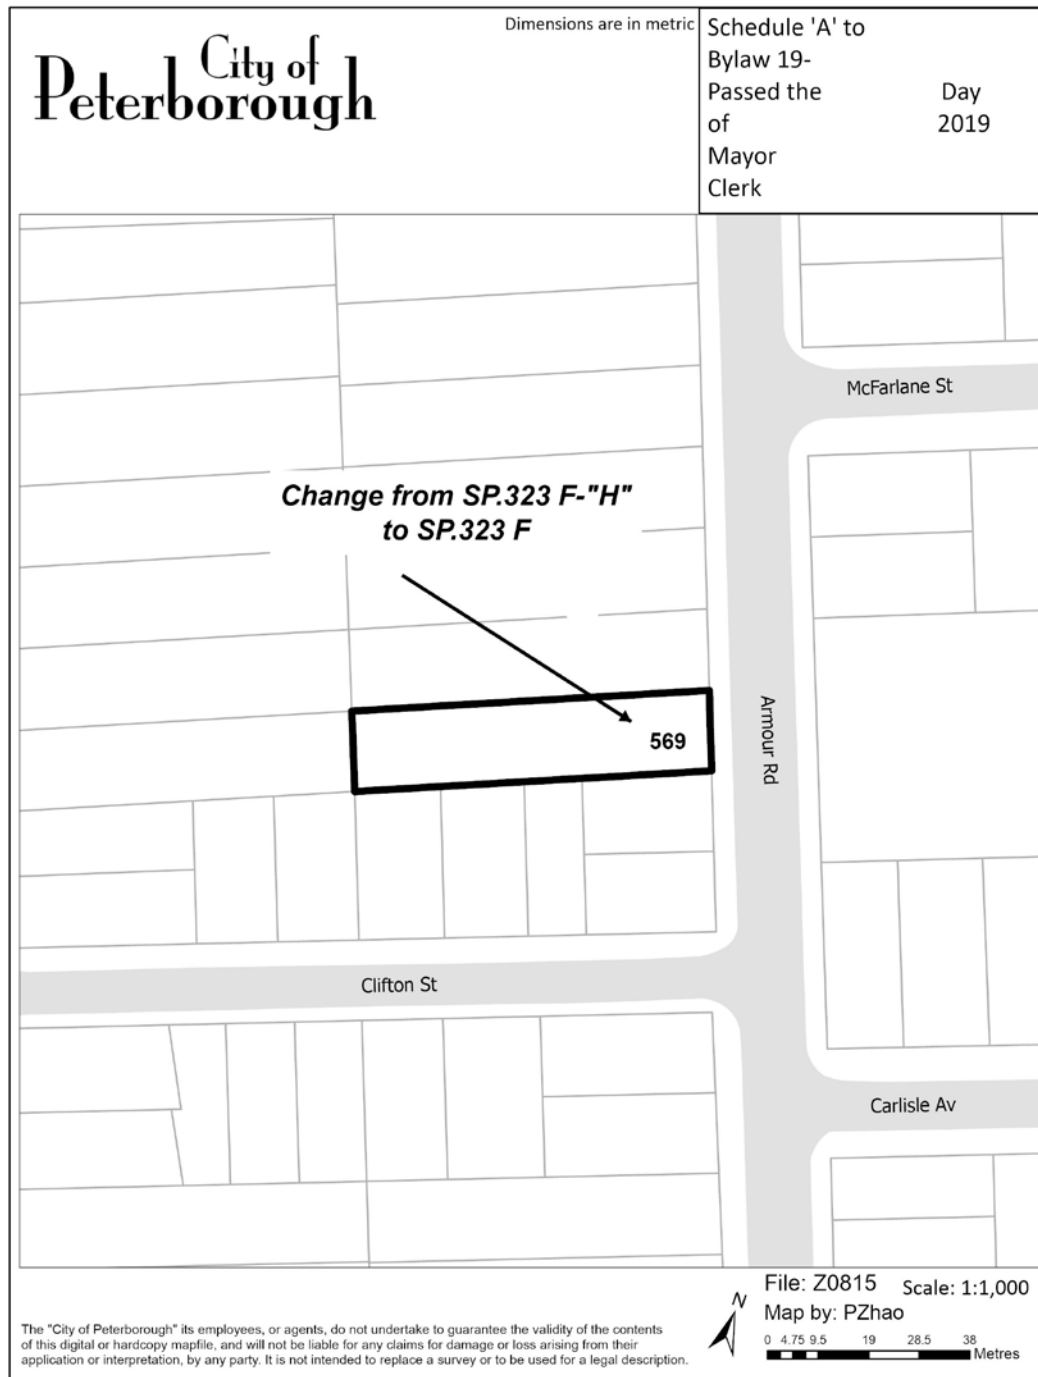 City of
Peterborough
Dimensions are in metric
Schedule 'A' to
Bylaw 19-
Passed the Day
of 2019
Mayor
Clerk
McFarlane St
Change from SP.323 F-"H"
to SP.323 F
569
Armour Rd
Clifton St
Carlisle Av
The "City of Peterborough" its employees, or agents, do not undertake to guarantee the validity of the contents
of this digital or hardcopy mapfile, and will not be liable for any claims for damage or loss arising from their
application or interpretation, by any party. It is not intended to replace a survey or to be used for a legal description.
N
File: Z0815 Scale: 1:1,000
Map by: PZhao
0 4.75 9.5 19 28.5 38
Metres